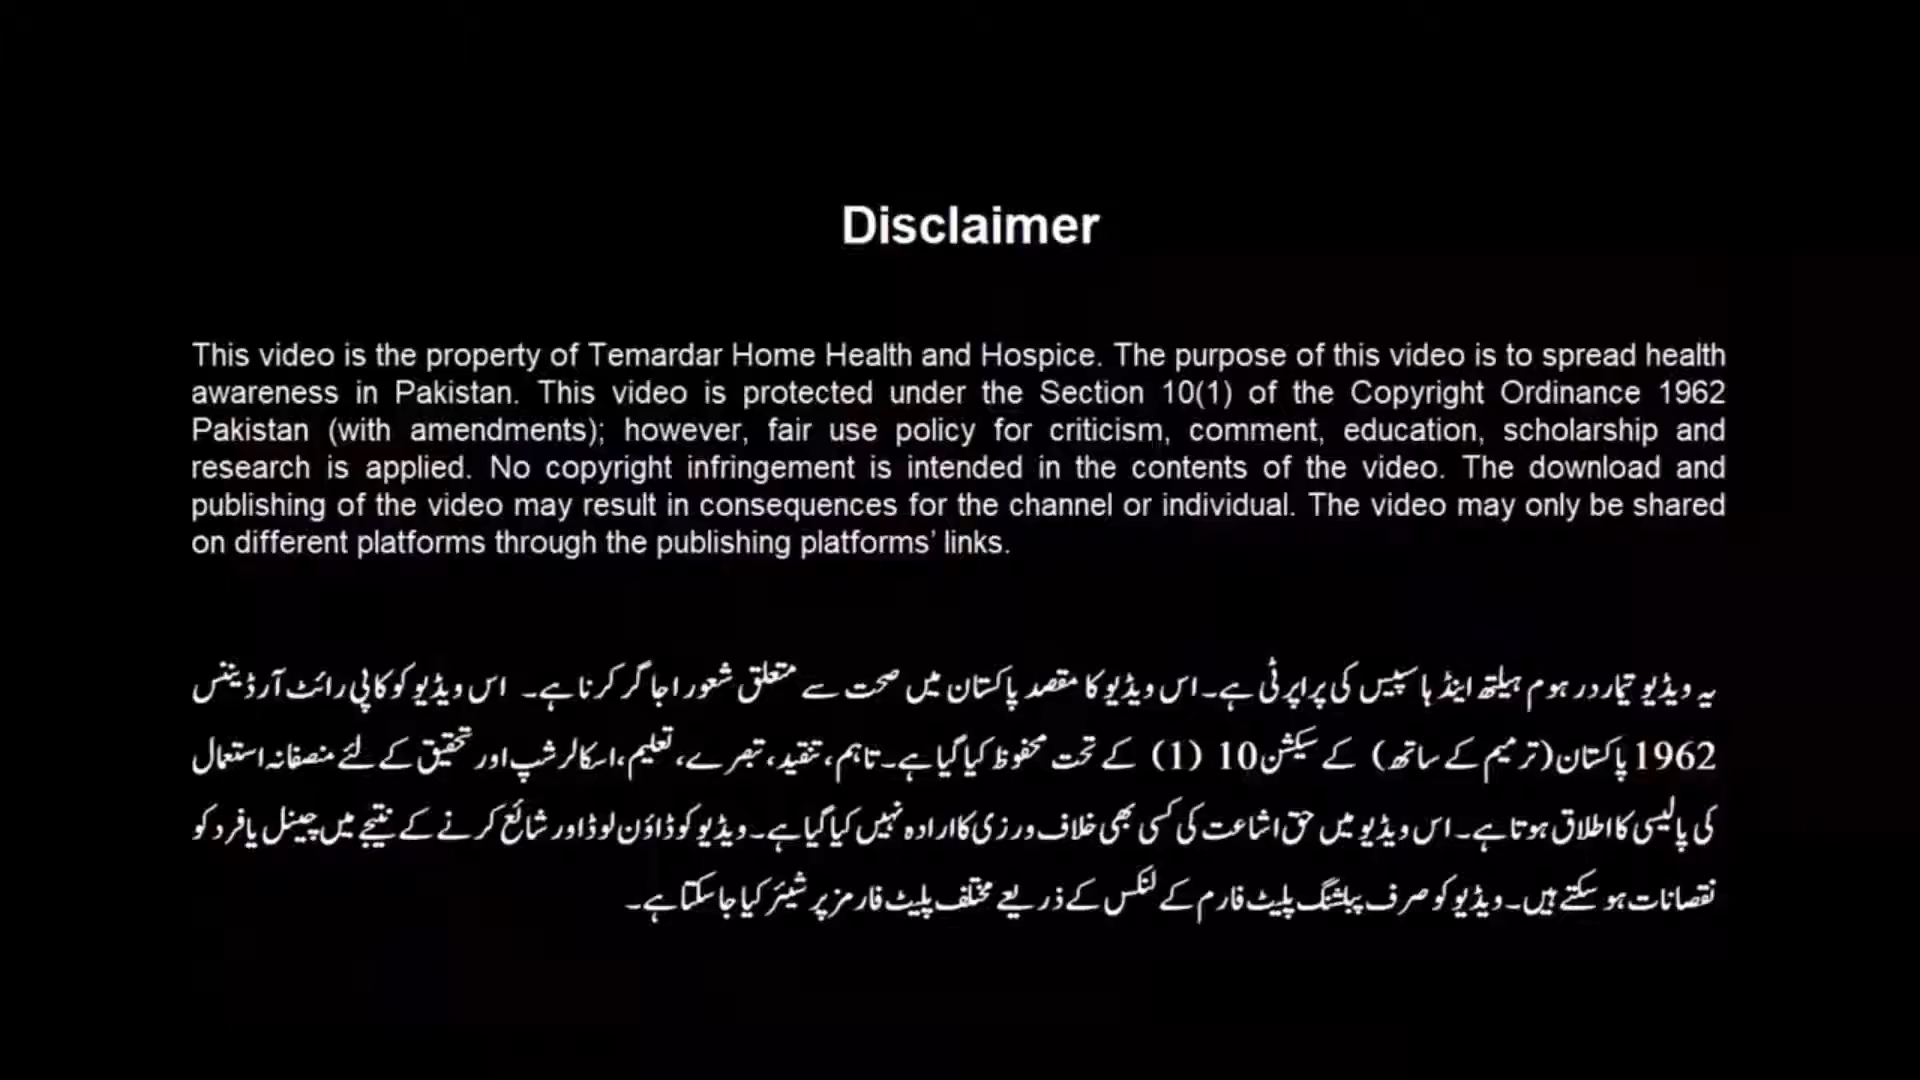 Disclaimer
This video is the property of Temardar Home Health and Hospice. The purpose of this video is to spread health
awareness in Pakistan. This video is protected under the Section 10(1) of the Copyright Ordinance 1962
Pakistan (with amendments); however, fair use policy for criticism, comment, education, scholarship and
research is applied. No copyright infringement is intended in the contents of the video. The download and
publishing of the video may result in consequences for the channel or individual. The video may only be shared
on different platforms through the publishing platforms’ links.
یہ ویڈیو تیماردر ہوم ہیلتھ اینڈ ہاسپیس کی پراپرٹی ہے۔ اس ویڈیو کا مقصد پاکستان میں صحت سے متعلق شعور اجاگر کرنا ہے۔ اس ویڈیو کو کاپی رائٹ آرڈیننس
1962 پاکستان (ترمیم کے ساتھ) کے سیکشن 10 (1) کے تحت محفوظ کیا گیا ہے۔ تاہم، تنقید، تبصرے، تعلیم، اسکالرشپ اور تحقیق کے لئے منصفانہ استعمال
کی پالیسی کا اطلاق ہوتا ہے۔ اس ویڈیو میں حق اشاعت کی کسی بھی خلاف ورزی کا ارادہ نہیں کیا گیا ہے۔ ویڈیو کو ڈاؤن لوڈ اور شائع کرنے کے نتیجے میں چینل یا فرد کو
نقصانات ہو سکتے ہیں۔ ویڈیو کو صرف پبلشنگ پلیٹ فارم کے لنکس کے ذریعے مختلف پلیٹ فارمز پر شیئر کیا جا سکتا ہے۔